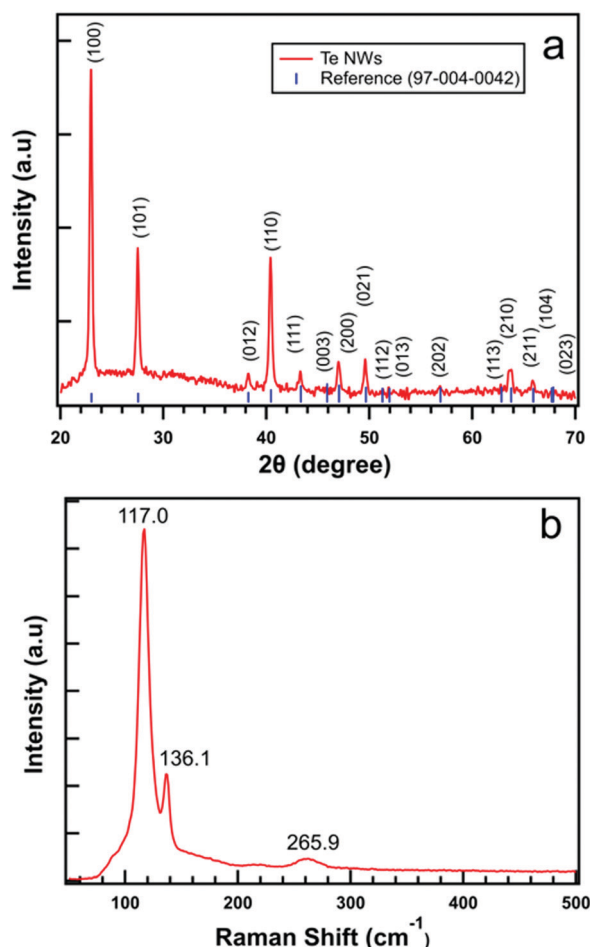 a
Te NWs
Reference (97-004-0042)
Intensity (a.u)
(100)
(101)
(012)
(110)
(111)
(003)
(200)
(021)
(112)
(013)
(202)
(113)
(210)
(211)
(104)
(023)
20 30 40 50 60 70
2θ (degree)
b
Intensity (a.u)
117.0
136.1
265.9
100 200 300 400 500
Raman Shift (cm⁻¹)